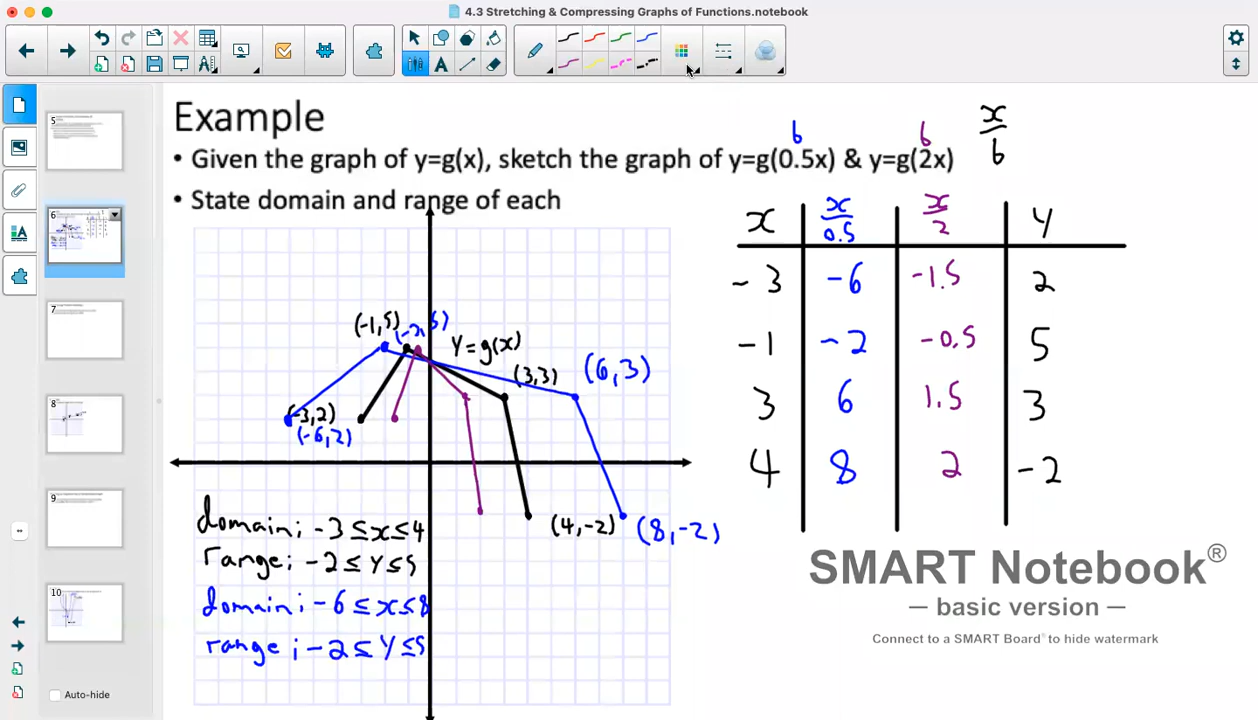 4.3 Stretching & Compressing Graphs of Functions.notebook
5
6
7
8
9
10
Auto-hide
Example
• Given the graph of y=g(x), sketch the graph of y=g(0.5x) & y=g(2x)
b
b
x/b
• State domain and range of each
x x/0.5 x/2 y
-3 -6 -1.5 2
-1 -2 -0.5 5
3 6 1.5 3
4 8 2 -2
(-1,5)
y=g(x)
(3,3)
(6,3)
(-3,2)
(-6,2)
(4,-2)
(8,-2)
domain; -3≤x≤4
range; -2≤y≤5
domain; -6≤x≤8
range; -2≤y≤5
SMART Notebook®
— basic version —
Connect to a SMART Board® to hide watermark